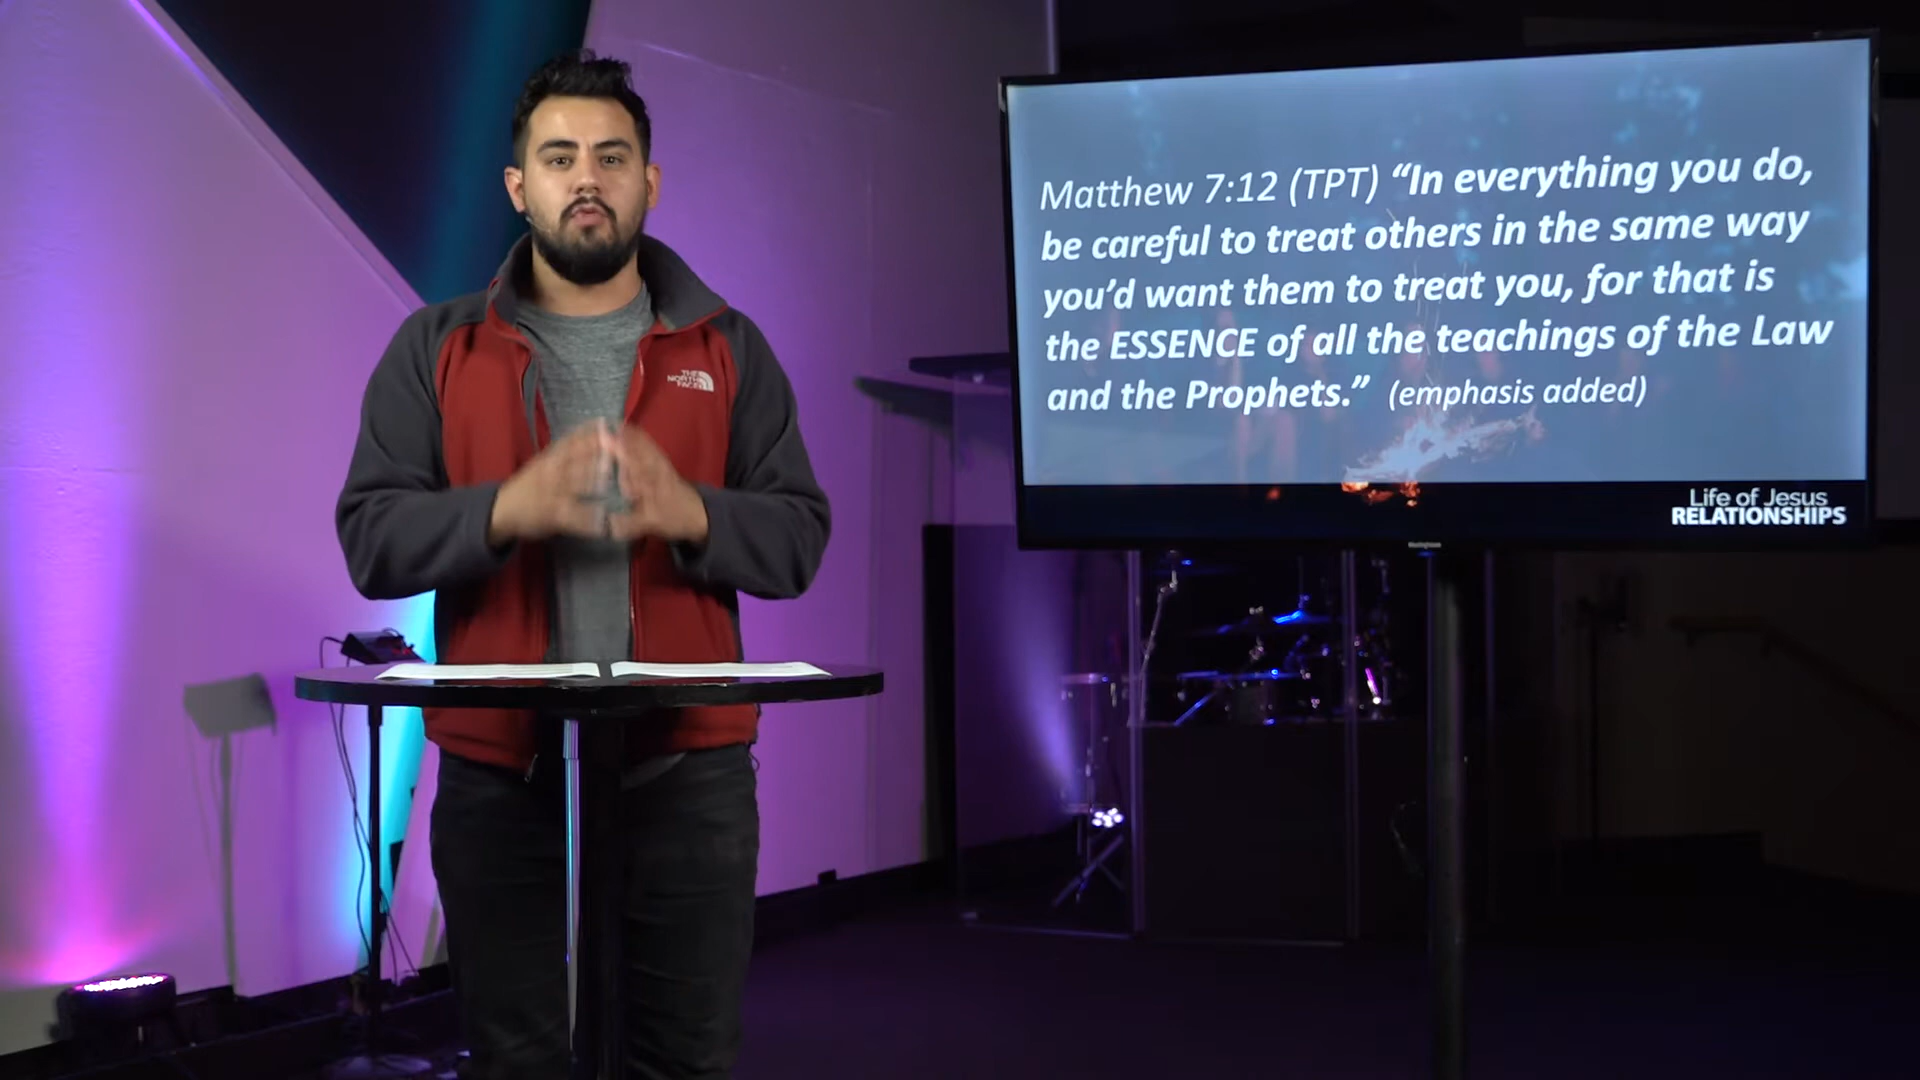 Matthew 7:12 (TPT) “In everything you do,
be careful to treat others in the same way
you’d want them to treat you, for that is
the ESSENCE of all the teachings of the Law
and the Prophets.” (emphasis added)
Life of Jesus
RELATIONSHIPS
THE
NORTH
FACE